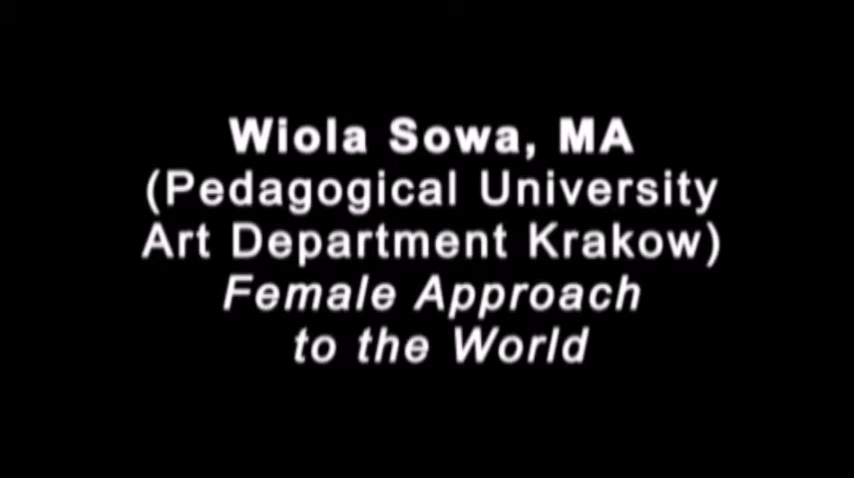 Wiola Sowa, MA
(Pedagogical University
Art Department Krakow)
Female Approach
to the World